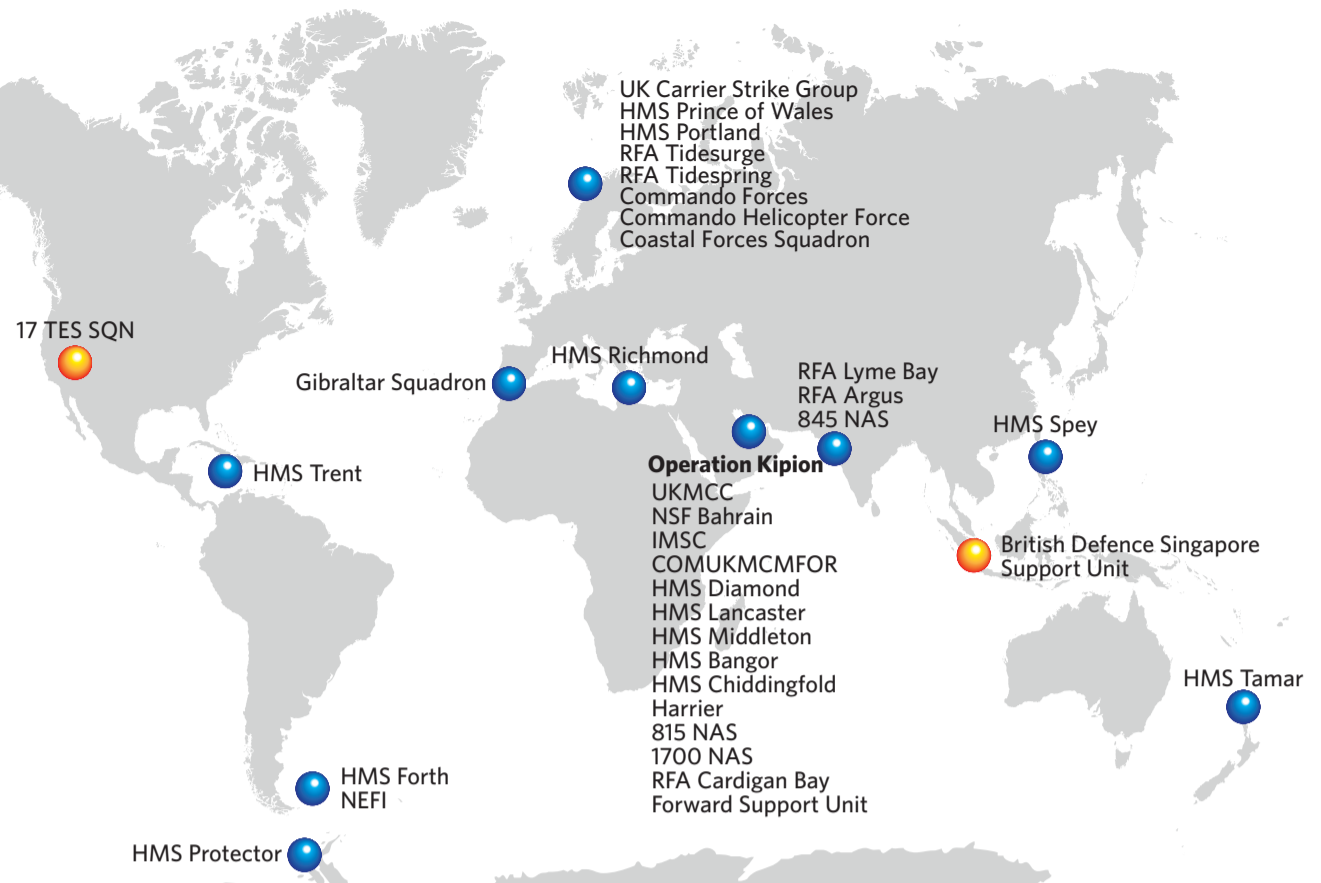 UK Carrier Strike Group
HMS Prince of Wales
HMS Portland
RFA Tidesurge
RFA Tidespring
Commando Forces
Commando Helicopter Force
Coastal Forces Squadron
17 TES SQN
Gibraltar Squadron
HMS Richmond
RFA Lyme Bay
RFA Argus
845 NAS
HMS Spey
HMS Trent
Operation Kipion
UKMCC
NSF Bahrain
IMSC
COMUKMCMFOR
HMS Diamond
HMS Lancaster
HMS Middleton
HMS Bangor
HMS Chiddingfold
Harrier
815 NAS
1700 NAS
RFA Cardigan Bay
Forward Support Unit
British Defence Singapore
Support Unit
HMS Tamar
HMS Forth
NEFI
HMS Protector